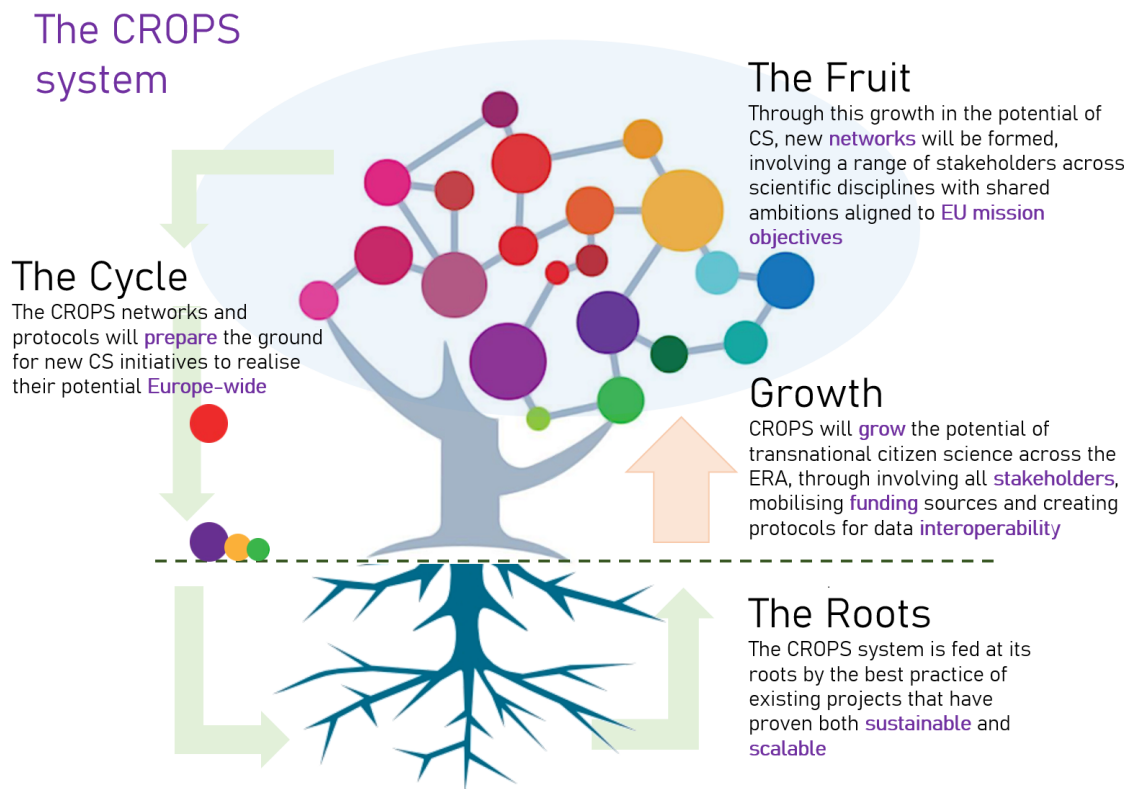 The CROPS
system
The Fruit
Through this growth in the potential of
CS, new networks will be formed,
involving a range of stakeholders across
scientific disciplines with shared
ambitions aligned to EU mission
objectives
The Cycle
The CROPS networks and
protocols will prepare the ground
for new CS initiatives to realise
their potential Europe-wide
Growth
CROPS will grow the potential of
transnational citizen science across the
ERA, through involving all stakeholders,
mobilising funding sources and creating
protocols for data interoperability
The Roots
The CROPS system is fed at its
roots by the best practice of
existing projects that have
proven both sustainable and
scalable